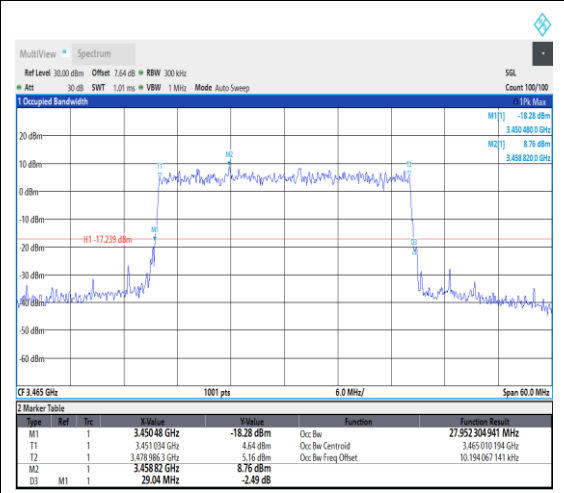 MultiView Spectrum
Ref Level 30.00 dBm Offset 7.64 dB RBW 300 kHz SGL
Att 30 dB SWT 1.01 ms VBW 1 MHz Mode Auto Sweep Count 100/100
1 Occupied Bandwidth 1Pk Max
M1[1] -18.28 dBm
3.450 480 0 GHz
M2[1] 8.76 dBm
3.458 820 0 GHz
20 dBm
10 dBm
0 dBm
-10 dBm
-20 dBm
-30 dBm
-40 dBm
-50 dBm
-60 dBm
T1
M2
T2
M1
H1 -17.239 dBm
D3
CF 3.465 GHz 1001 pts 6.0 MHz/ Span 60.0 MHz
2 Marker Table
Type Ref Trc X-Value Y-Value Function Function Result
M1 1 3.450 48 GHz -18.28 dBm Occ Bw 27.952 304 941 MHz
T1 1 3.451 034 GHz 4.64 dBm Occ Bw Centroid 3.465 010 194 GHz
T2 1 3.478 986 3 GHz 5.16 dBm Occ Bw Freq Offset 10.194 067 141 kHz
M2 1 3.458 82 GHz 8.76 dBm
D3 M1 1 29.04 MHz -2.49 dB